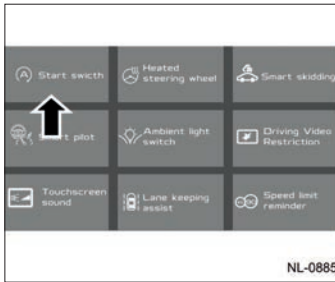 A Start swicth
Heated
steering wheel
Smart skidding
pilot
Ambient light
switch
Driving Video
Restriction
Touchscreen
sound
Lane keeping
assist
Speed limit
reminder
NL-0885